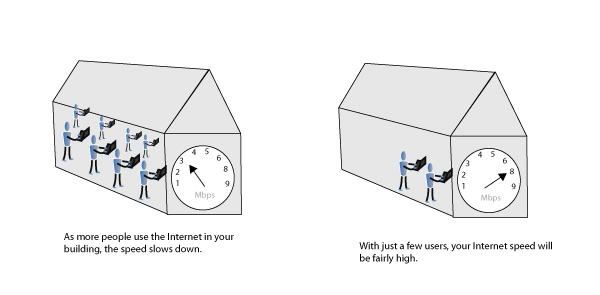 1 2 3 4 5 6 8 9
Mbps
As more people use the Internet in your
building, the speed slows down.
1 2 3 4 5 6 8 9
Mbps
With just a few users, your Internet speed will
be fairly high.